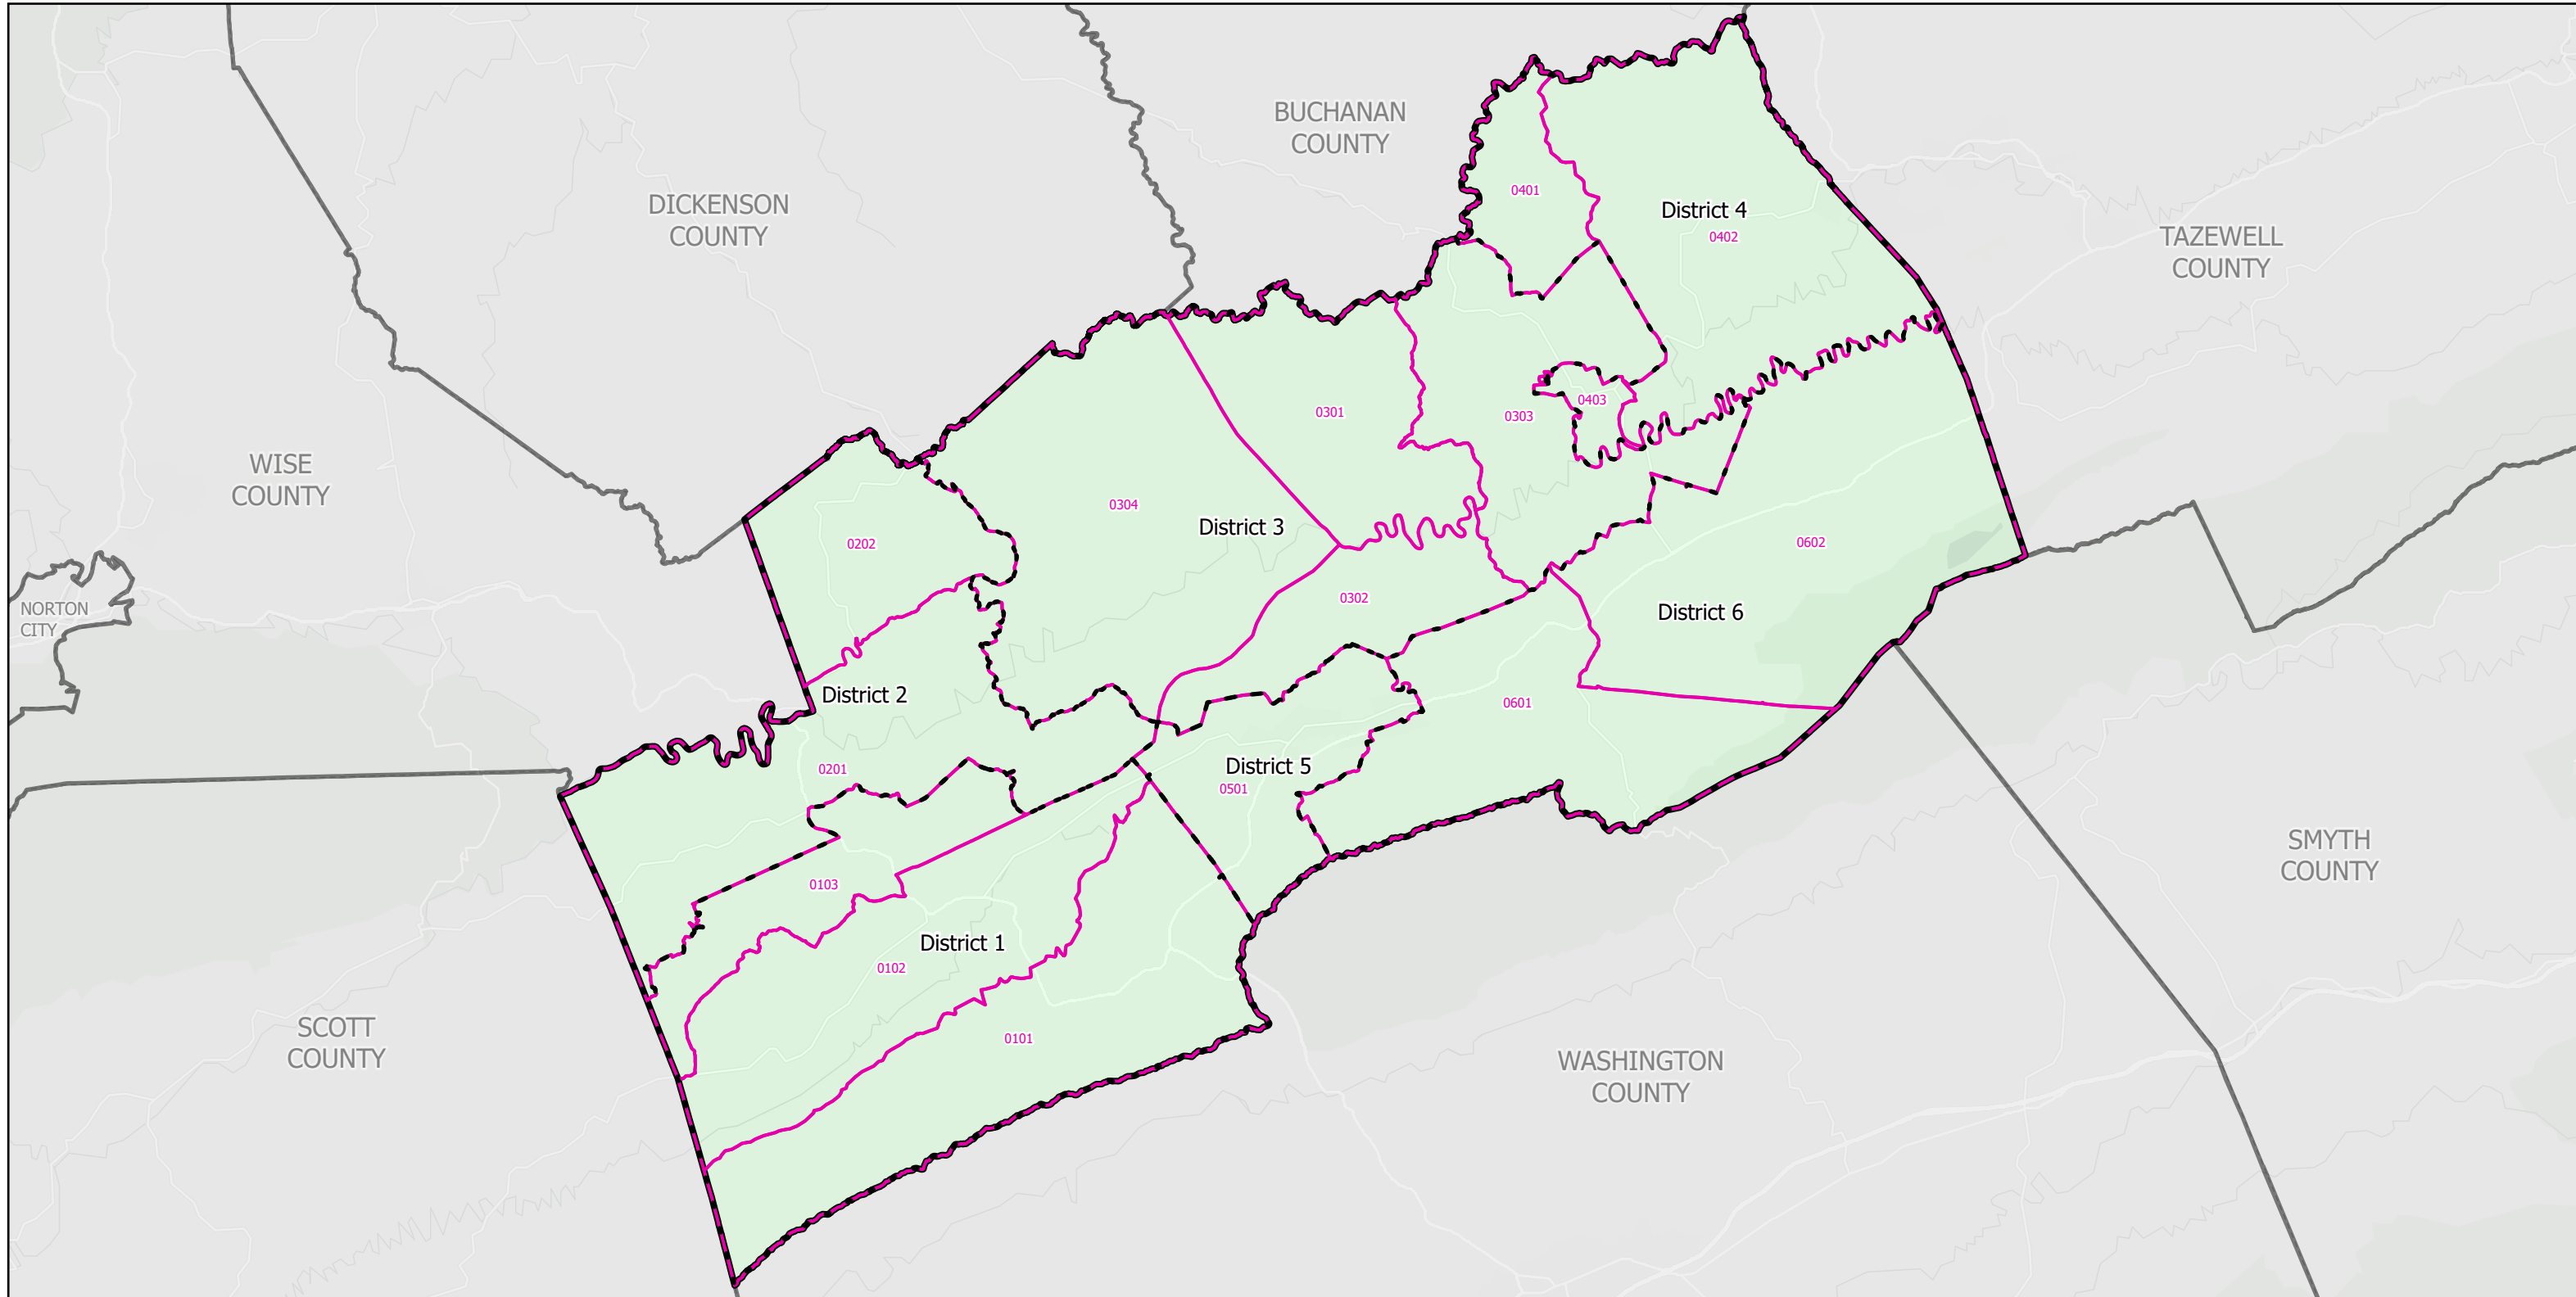 BUCHANAN
COUNTY
DICKENSON
COUNTY
0401
District 4
0402
TAZEWELL
COUNTY
0403
0301
0303
WISE
COUNTY
0304
District 3
0202
0602
0302
NORTON
CITY
District 6
District 2
0601
0201
District 5
0501
SMYTH
COUNTY
0103
District 1
0102
SCOTT
COUNTY
0101
WASHINGTON
COUNTY